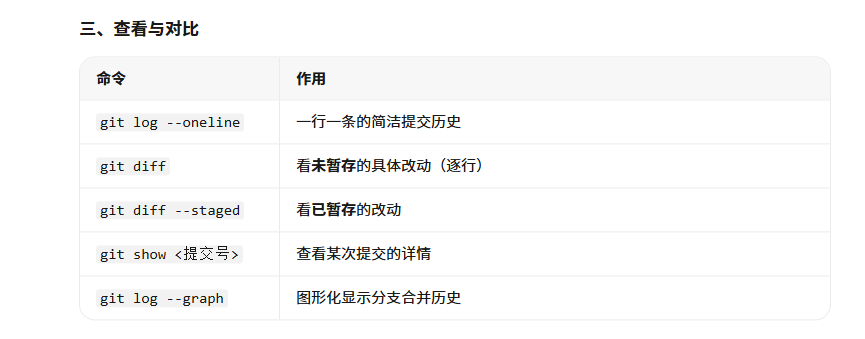 三、查看与对比
命令 作用
git log --oneline 一行一条的简洁提交历史
git diff 看未暂存的具体改动（逐行）
git diff --staged 看已暂存的改动
git show <提交号> 查看某次提交的详情
git log --graph 图形化显示分支合并历史